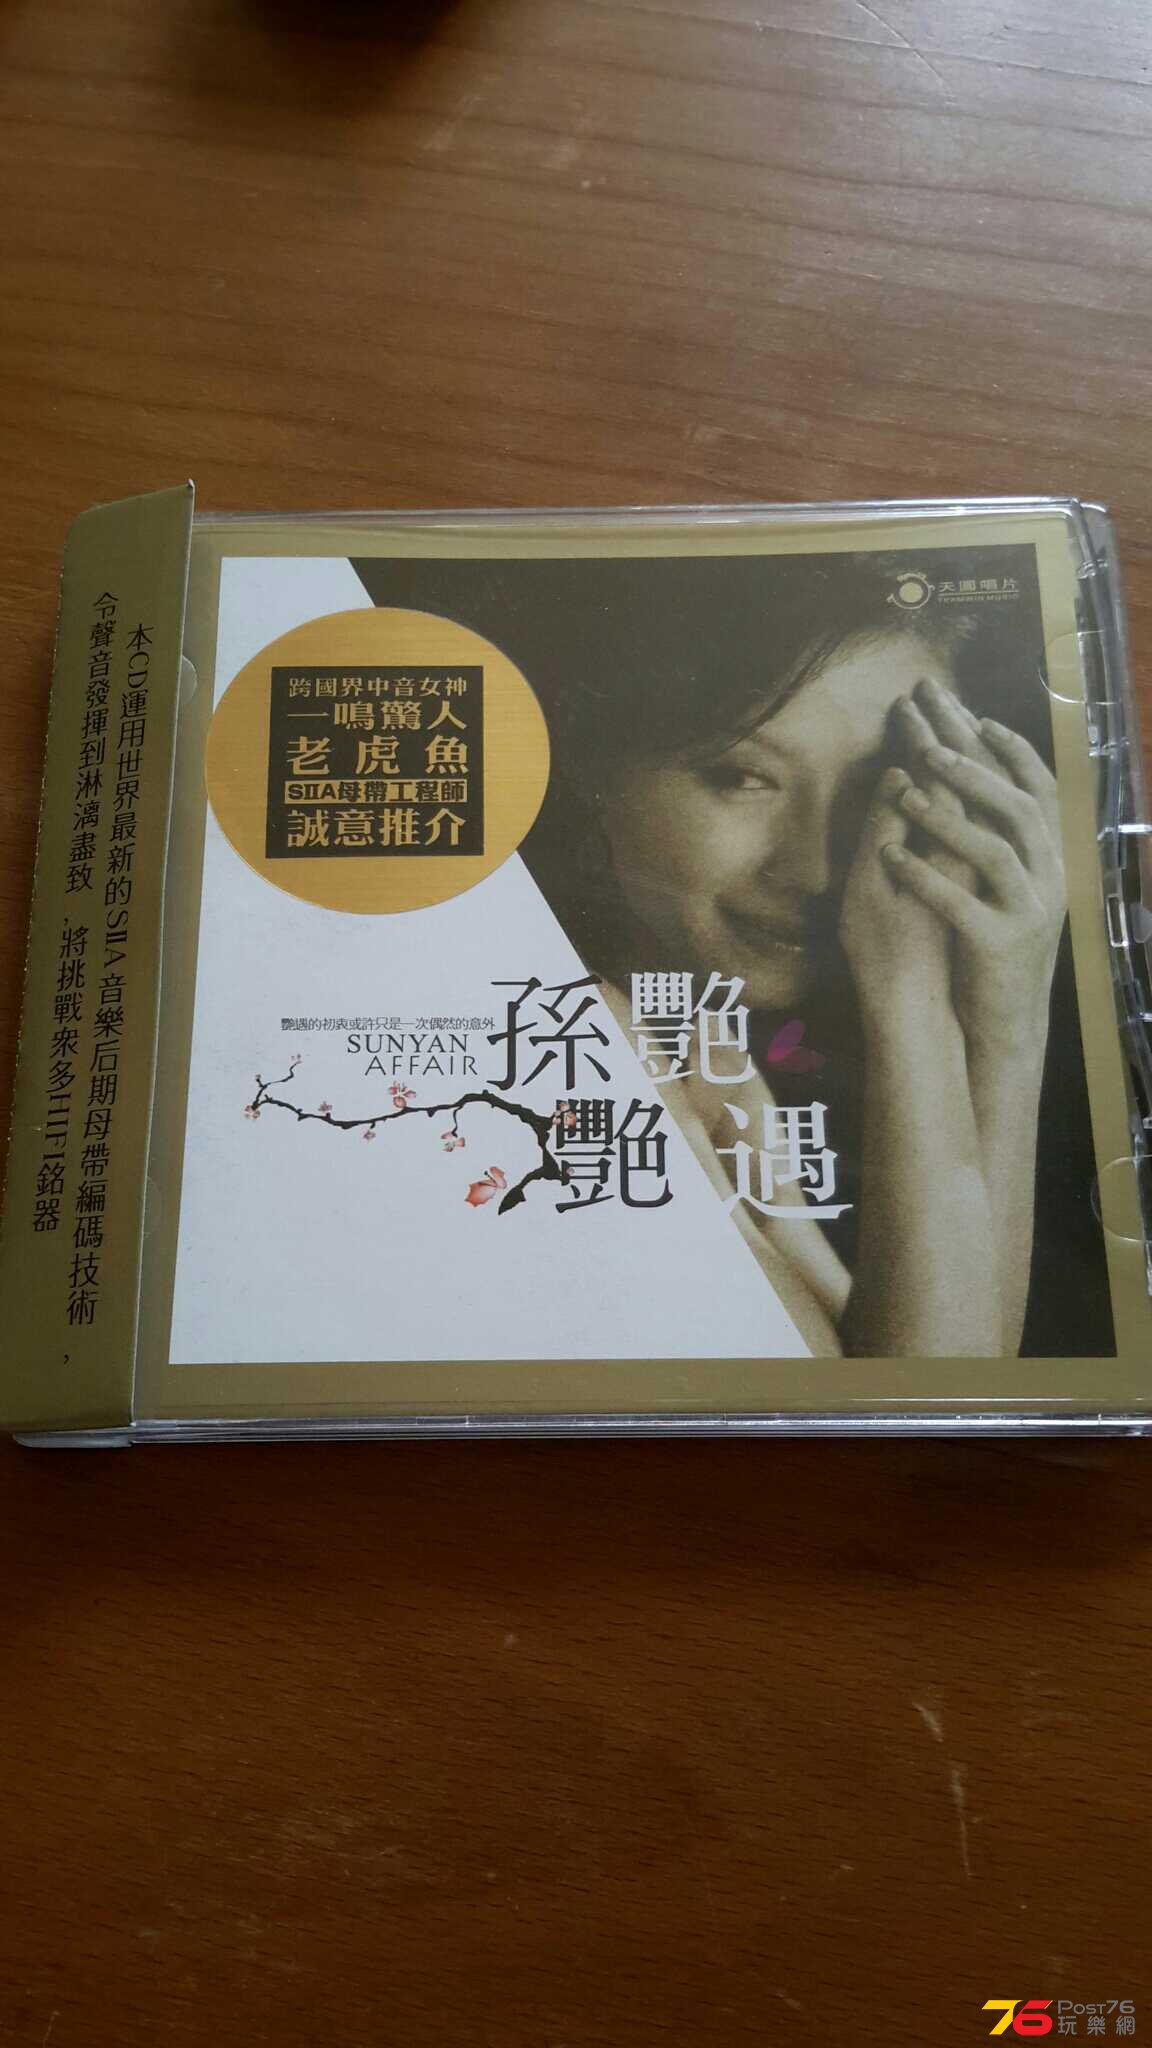 本CD運用世界最新的SIIA音樂后期母帶編碼技術，
令聲音發揮到淋漓盡致，將挑戰衆多HIFI銘器
天圓唱片
跨國界中音女神
一鳴驚人
老虎魚
SIIA母帶工程師
誠意推介
孫艷
艷遇的初衷或許只是一次偶然的意外
SUNYAN
AFFAIR
艷遇
76 POST76
玩樂網